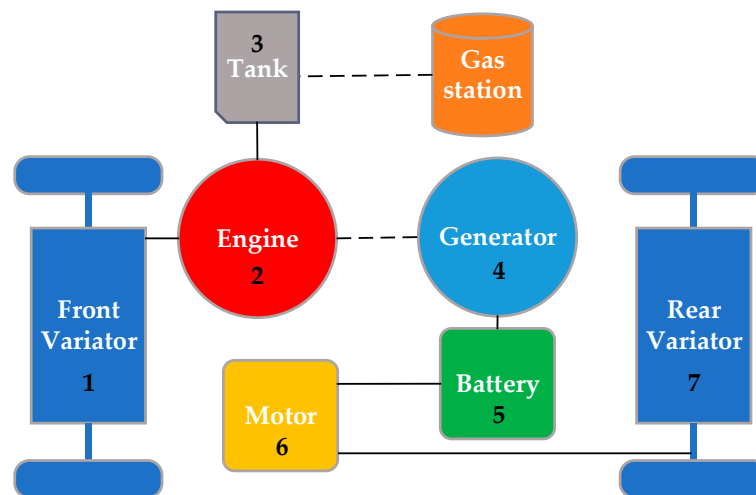 3
Tank
Gas
station
Engine
2
Generator
4
Front
Variator
1
Rear
Variator
7
Battery
5
Motor
6